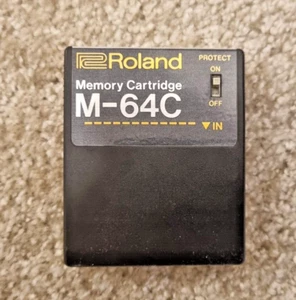 Roland
PROTECT
ON
Memory Cartridge
M-64C
OFF
▼ IN